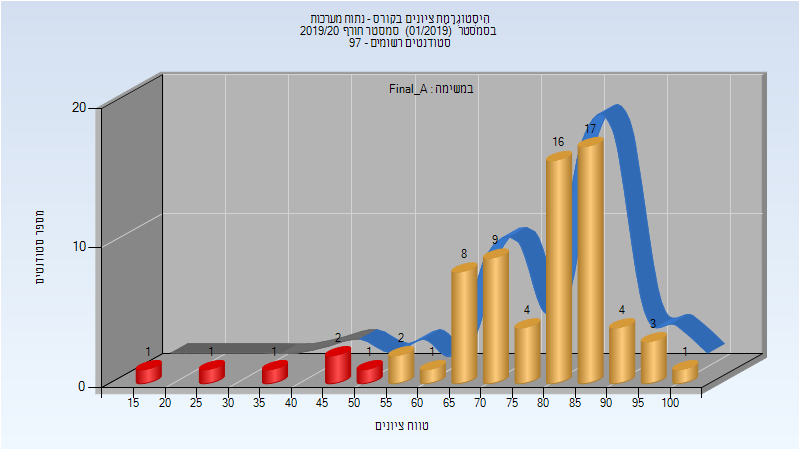 היסטוגרמת ציונים בקורס - נתוח מערכות
בסמסטר (01/2019) סמסטר חורף 2019/20
סטודנטים רשומים - 97
במשימה : Final_A
מספר סטודנטים
20
10
0
1 1 1 2 1 2 1 8 9 4 16 17 4 3 1
15 20 25 30 35 40 45 50 55 60 65 70 75 80 85 90 95 100
טווח ציונים